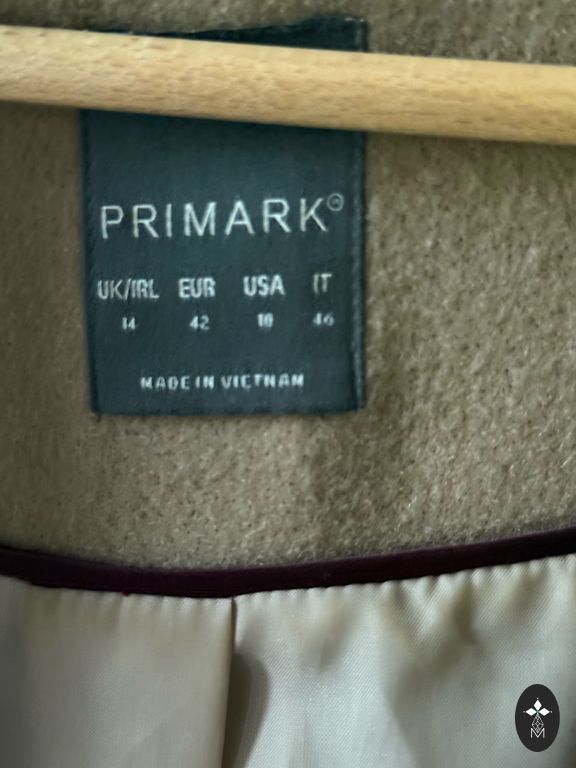 PRIMARK®
UK/IRL EUR USA IT
14 42 10 46
MADE IN VIETNAM
M